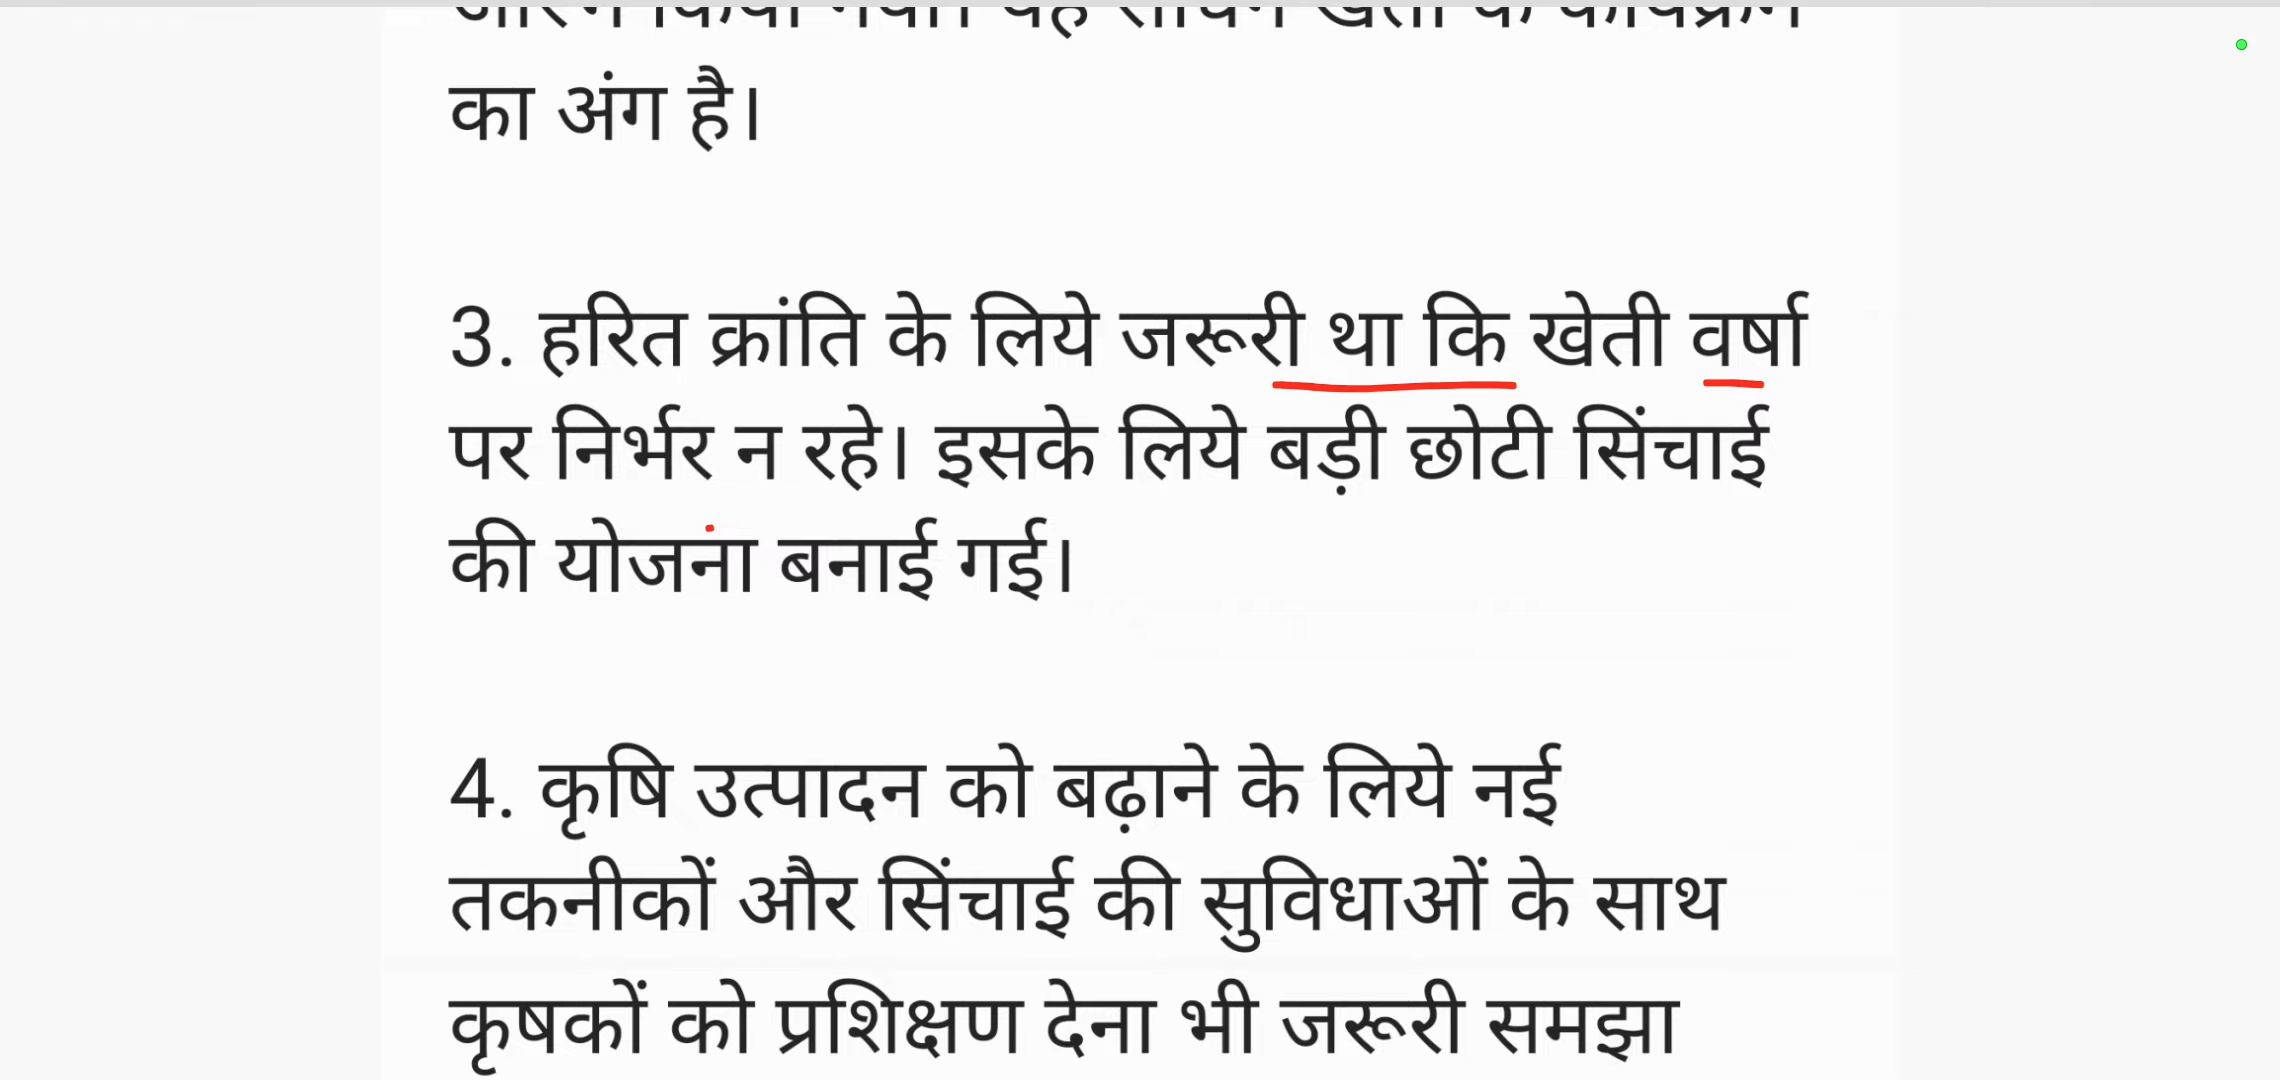 का अंग है।
3. हरित क्रांति के लिये जरूरी था कि खेती वर्षा
पर निर्भर न रहे। इसके लिये बड़ी छोटी सिंचाई
की योजना बनाई गई।
4. कृषि उत्पादन को बढ़ाने के लिये नई
तकनीकों और सिंचाई की सुविधाओं के साथ
कृषकों को प्रशिक्षण देना भी जरूरी समझा